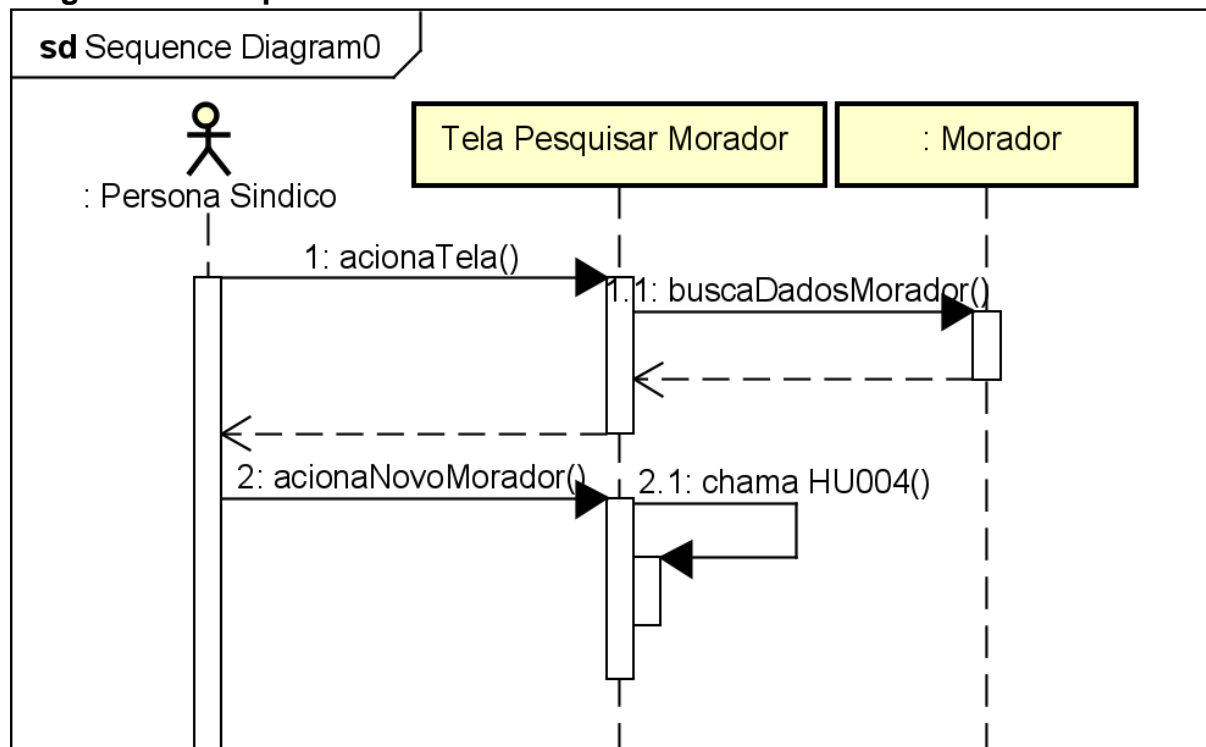 sd Sequence Diagram0
: Persona Sindico
Tela Pesquisar Morador
: Morador
1: acionaTela()
1.1: buscaDadosMorador()
2: acionaNovoMorador()
2.1: chama HU004()